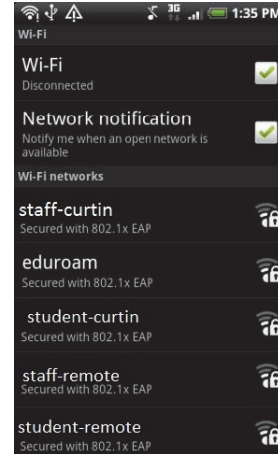 3G 1:35 PM
Wi-Fi
Wi-Fi
Disconnected
Network notification
Notify me when an open network is
available
Wi-Fi networks
staff-curtin
Secured with 802.1x EAP
eduroam
Secured with 802.1x EAP
student-curtin
Secured with 802.1x EAP
staff-remote
Secured with 802.1x EAP
student-remote
Secured with 802.1x EAP